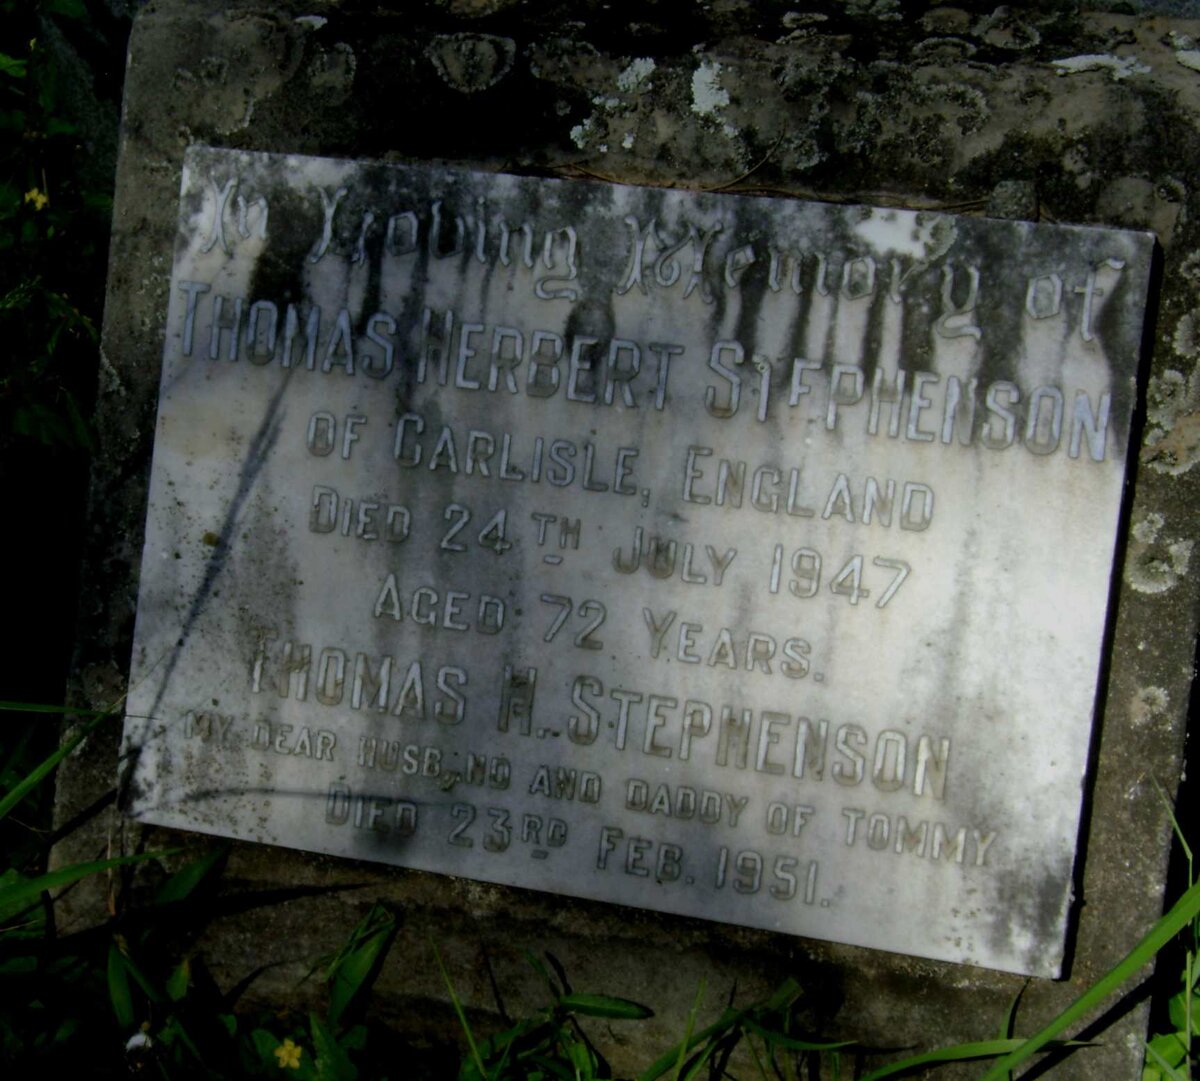 In Loving Memory of
THOMAS HERBERT STEPHENSON
OF CARLISLE, ENGLAND
DIED 24TH JULY 1947
AGED 72 YEARS.
THOMAS H. STEPHENSON
MY DEAR HUSBAND AND DADDY OF TOMMY
DIED 23RD FEB. 1951.